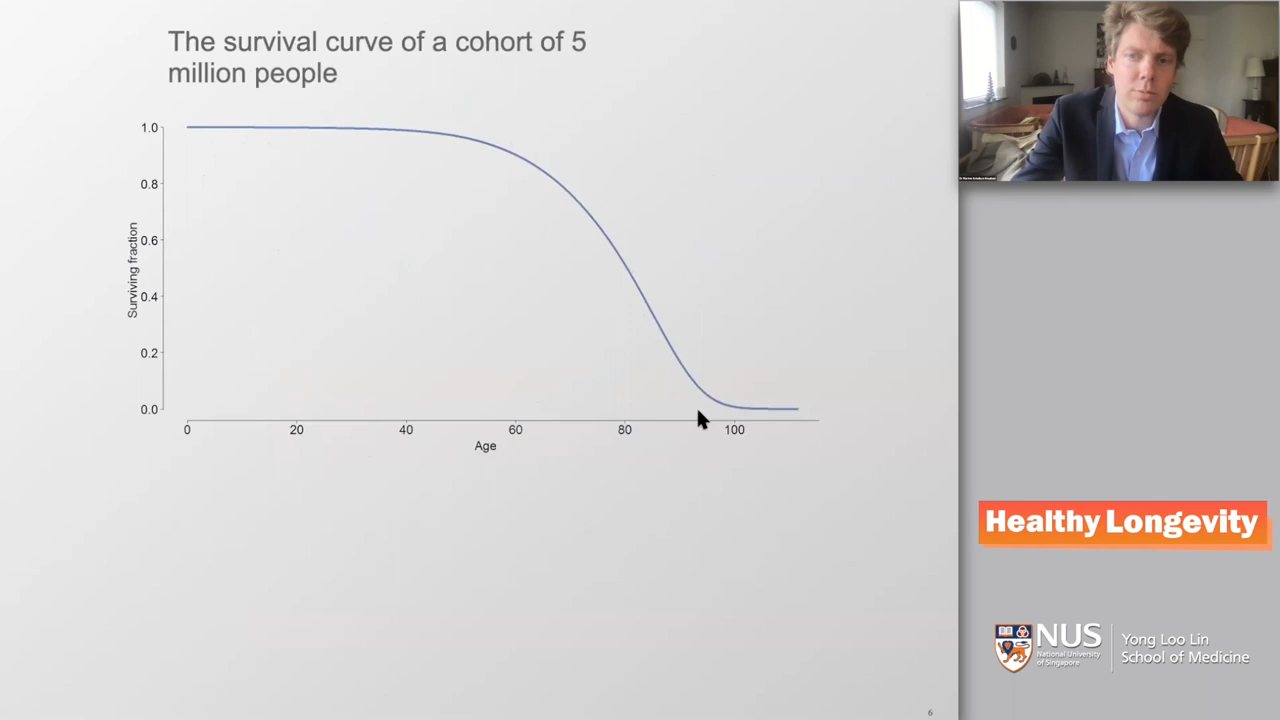 The survival curve of a cohort of 5
million people
1.0
0.8
0.6
0.4
0.2
0.0
Surviving fraction
0 20 40 60 80 100
Age
6
Healthy Longevity
NUS
National University
of Singapore
Yong Loo Lin
School of Medicine